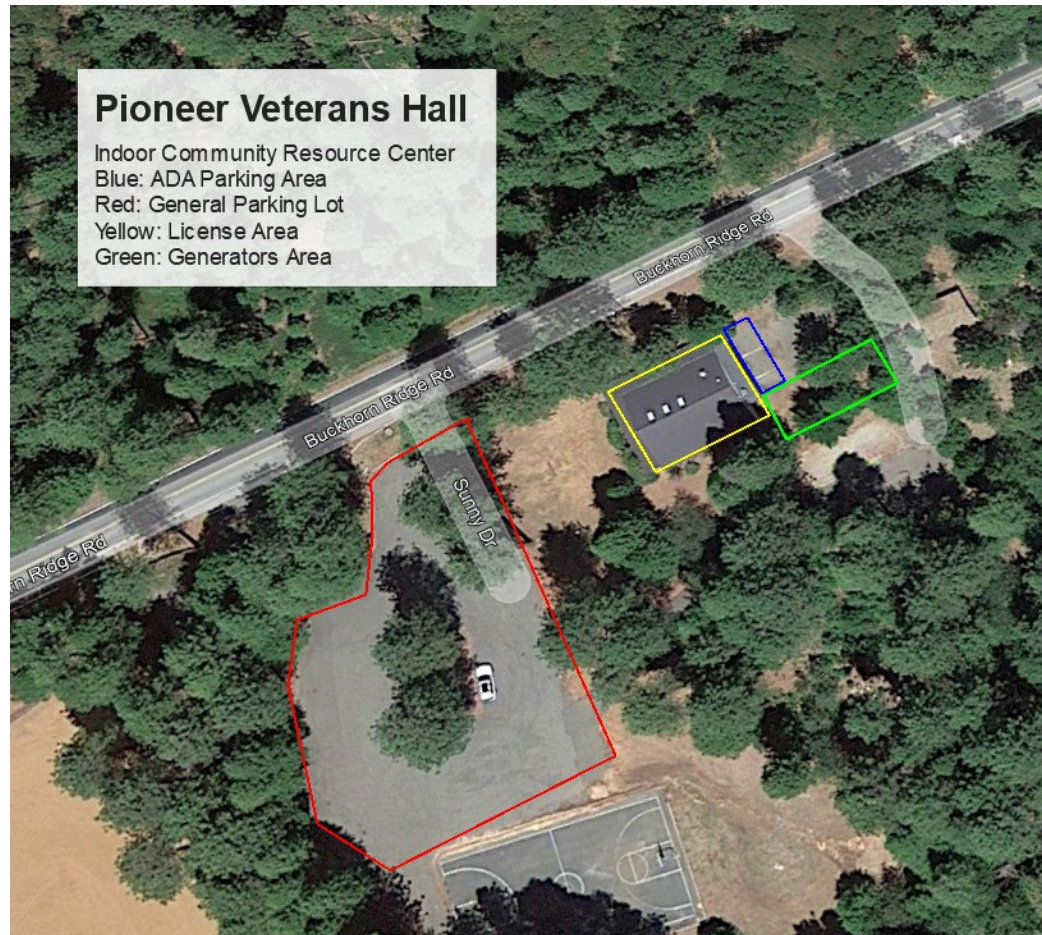 Pioneer Veterans Hall
Indoor Community Resource Center
Blue: ADA Parking Area
Red: General Parking Lot
Yellow: License Area
Green: Generators Area
Buckhorn Ridge Rd
Buckhorn Ridge Rd
Sunny Dr
rn Ridge Rd